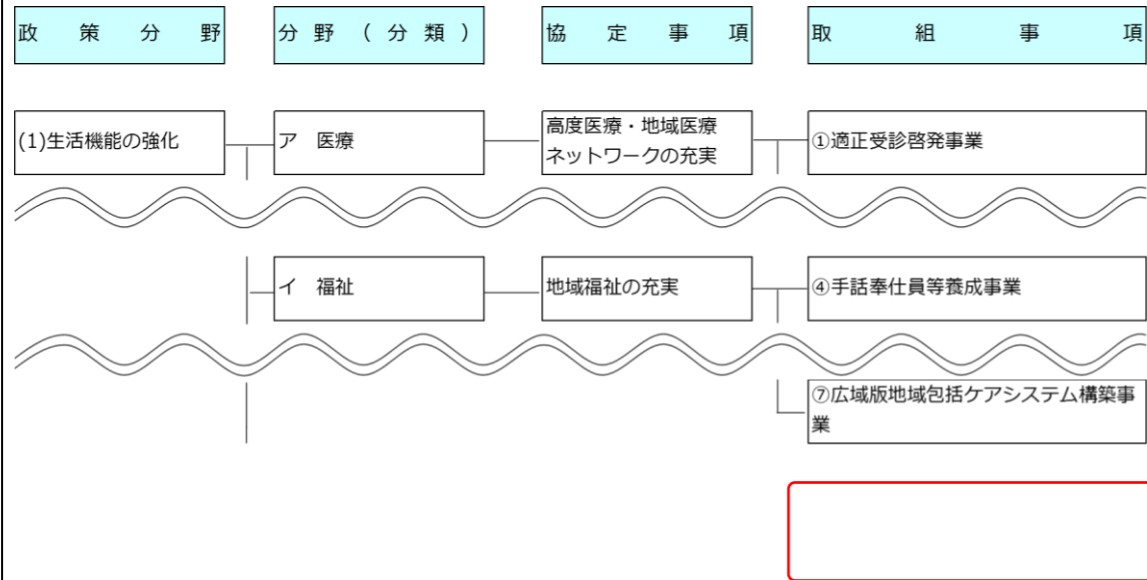 政策分野
分野（分類）
協定事項
取組事項
(1)生活機能の強化
ア　医療
高度医療・地域医療
ネットワークの充実
①適正受診啓発事業
イ　福祉
地域福祉の充実
④手話奉仕員等養成事業
⑦広域版地域包括ケアシステム構築事
業